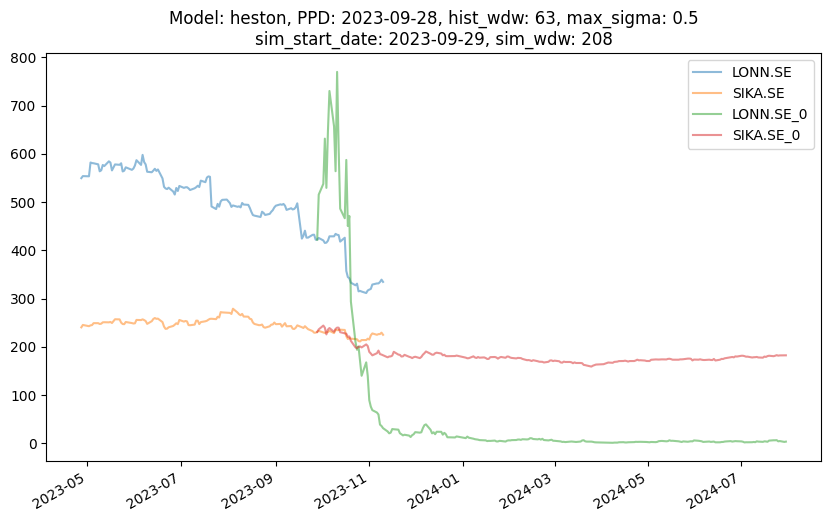 Model: heston, PPD: 2023-09-28, hist_wdw: 63, max_sigma: 0.5
sim_start_date: 2023-09-29, sim_wdw: 208
800
700
600
500
400
300
200
100
0
LONN.SE
SIKA.SE
LONN.SE_0
SIKA.SE_0
2023-05
2023-07
2023-09
2023-11
2024-01
2024-03
2024-05
2024-07